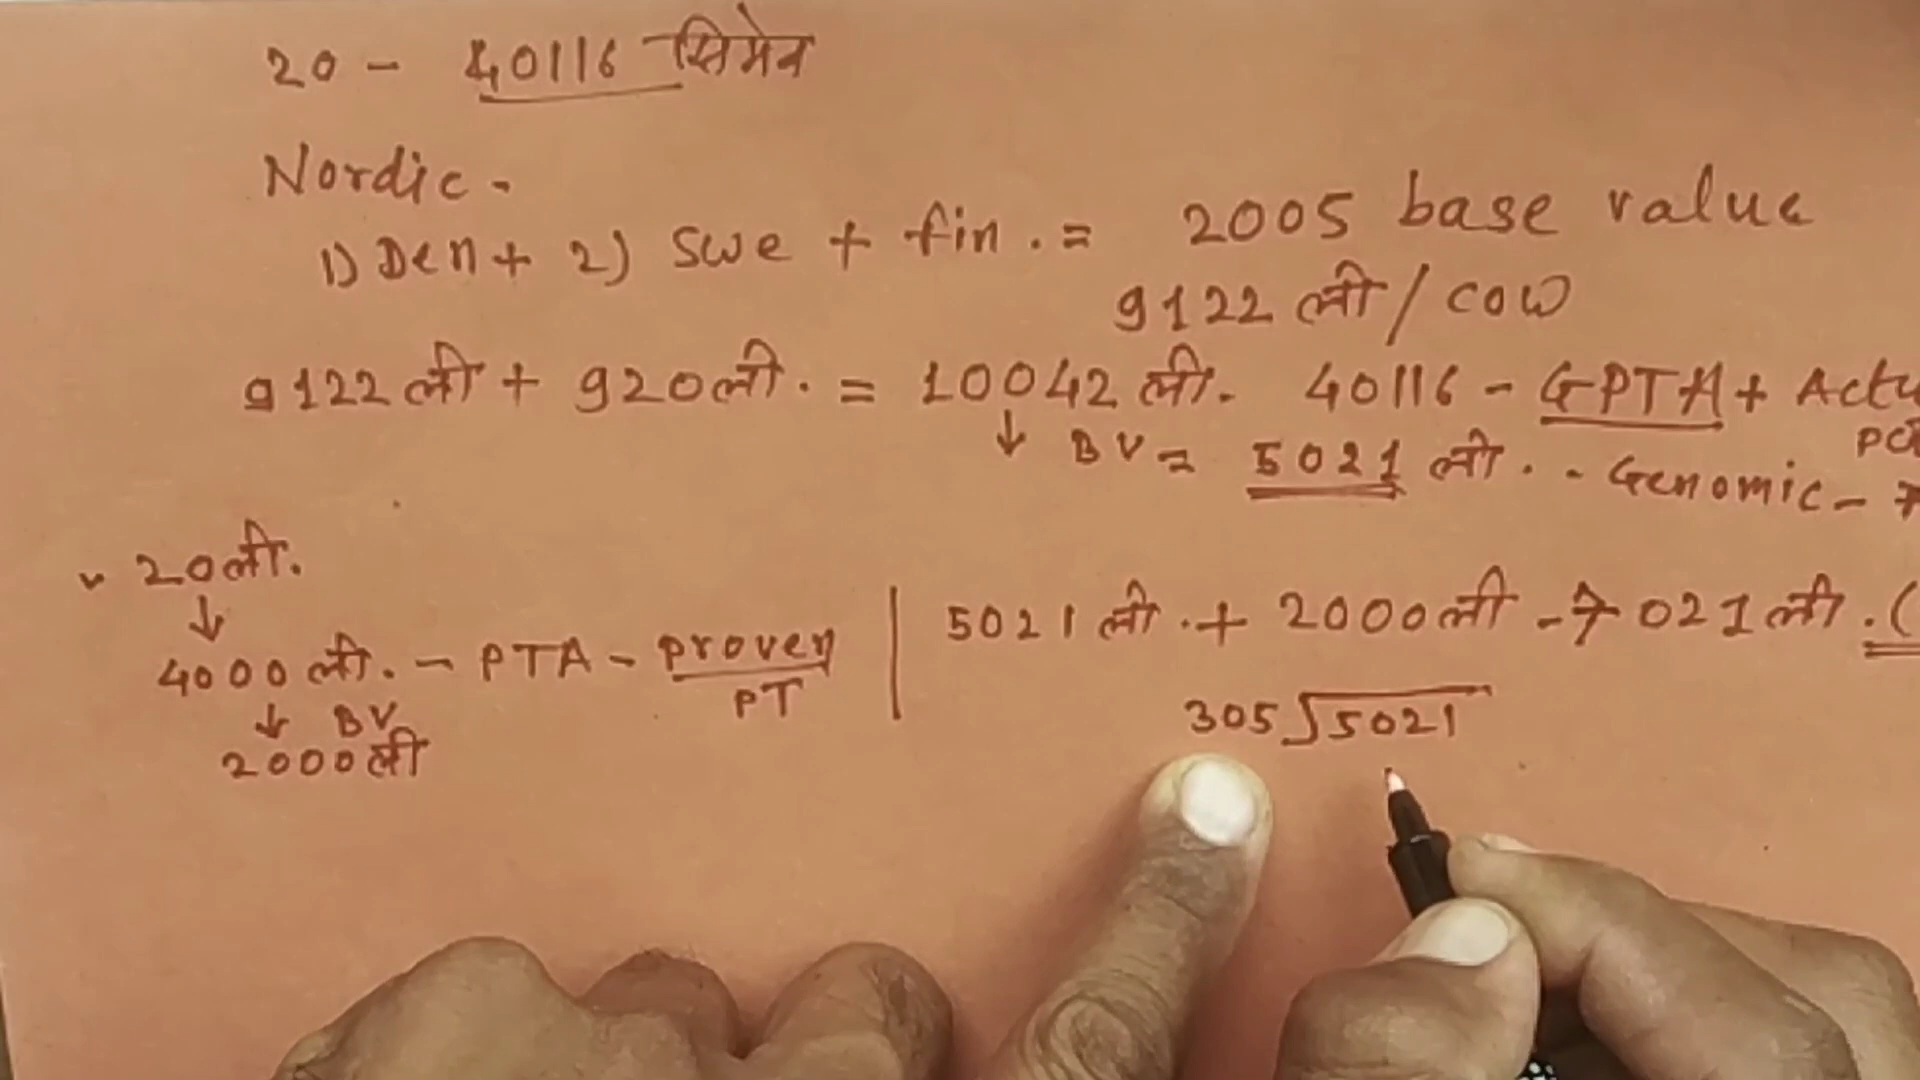 20 - 40116 सिमेन
Nordic -
1) Den + 2) Swe + fin . = 2005 base value
9122 ली / cow
9122 ली + 920 ली. = 10042 ली. 40116 - GPTA + Actu
↓ BV = 5021 ली. - Genomic -
20 ली.
↓
4000 ली. - PTA - proven
PT
↓ BV
2000 ली
5021 ली. + 2000 ली - 7021 ली. (
305 √5021